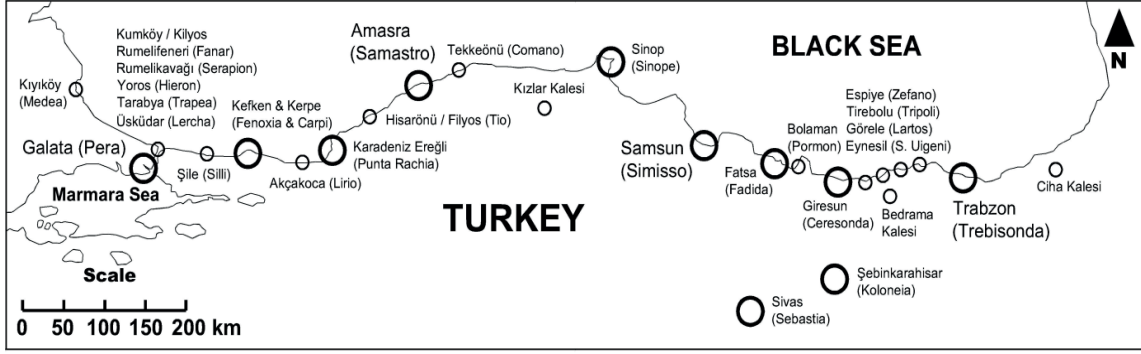 Kumköy / Kilyos
Rumelifeneri (Fanar)
Rumelikavağı (Serapion)
Yoros (Hieron)
Tarabya (Trapea)
Üsküdar (Lercha)
Kıyıköy
(Medea)
Galata (Pera)
Marmara Sea
Şile (Silli)
Kefken & Kerpe
(Fenoxia & Carpi)
Akçakoca (Lirio)
Karadeniz Ereğli
(Punta Rachia)
Hisarönü / Filyos (Tio)
Amasra
(Samastro)
Tekkeönü (Comano)
Kızlar Kalesi
Sinop
(Sinope)
BLACK SEA
N
Samsun
(Simisso)
Fatsa
(Fadida)
Bolaman
(Pormon)
Espiye (Zefano)
Tirebolu (Tripoli)
Görele (Lartos)
Eynesil (S. Uigeni)
Giresun
(Ceresonda)
Bedrama
Kalesi
Trabzon
(Trebisonda)
Ciha Kalesi
TURKEY
Şebinkarahisar
(Koloneia)
Sivas
(Sebastia)
Scale
0 50 100 150 200 km